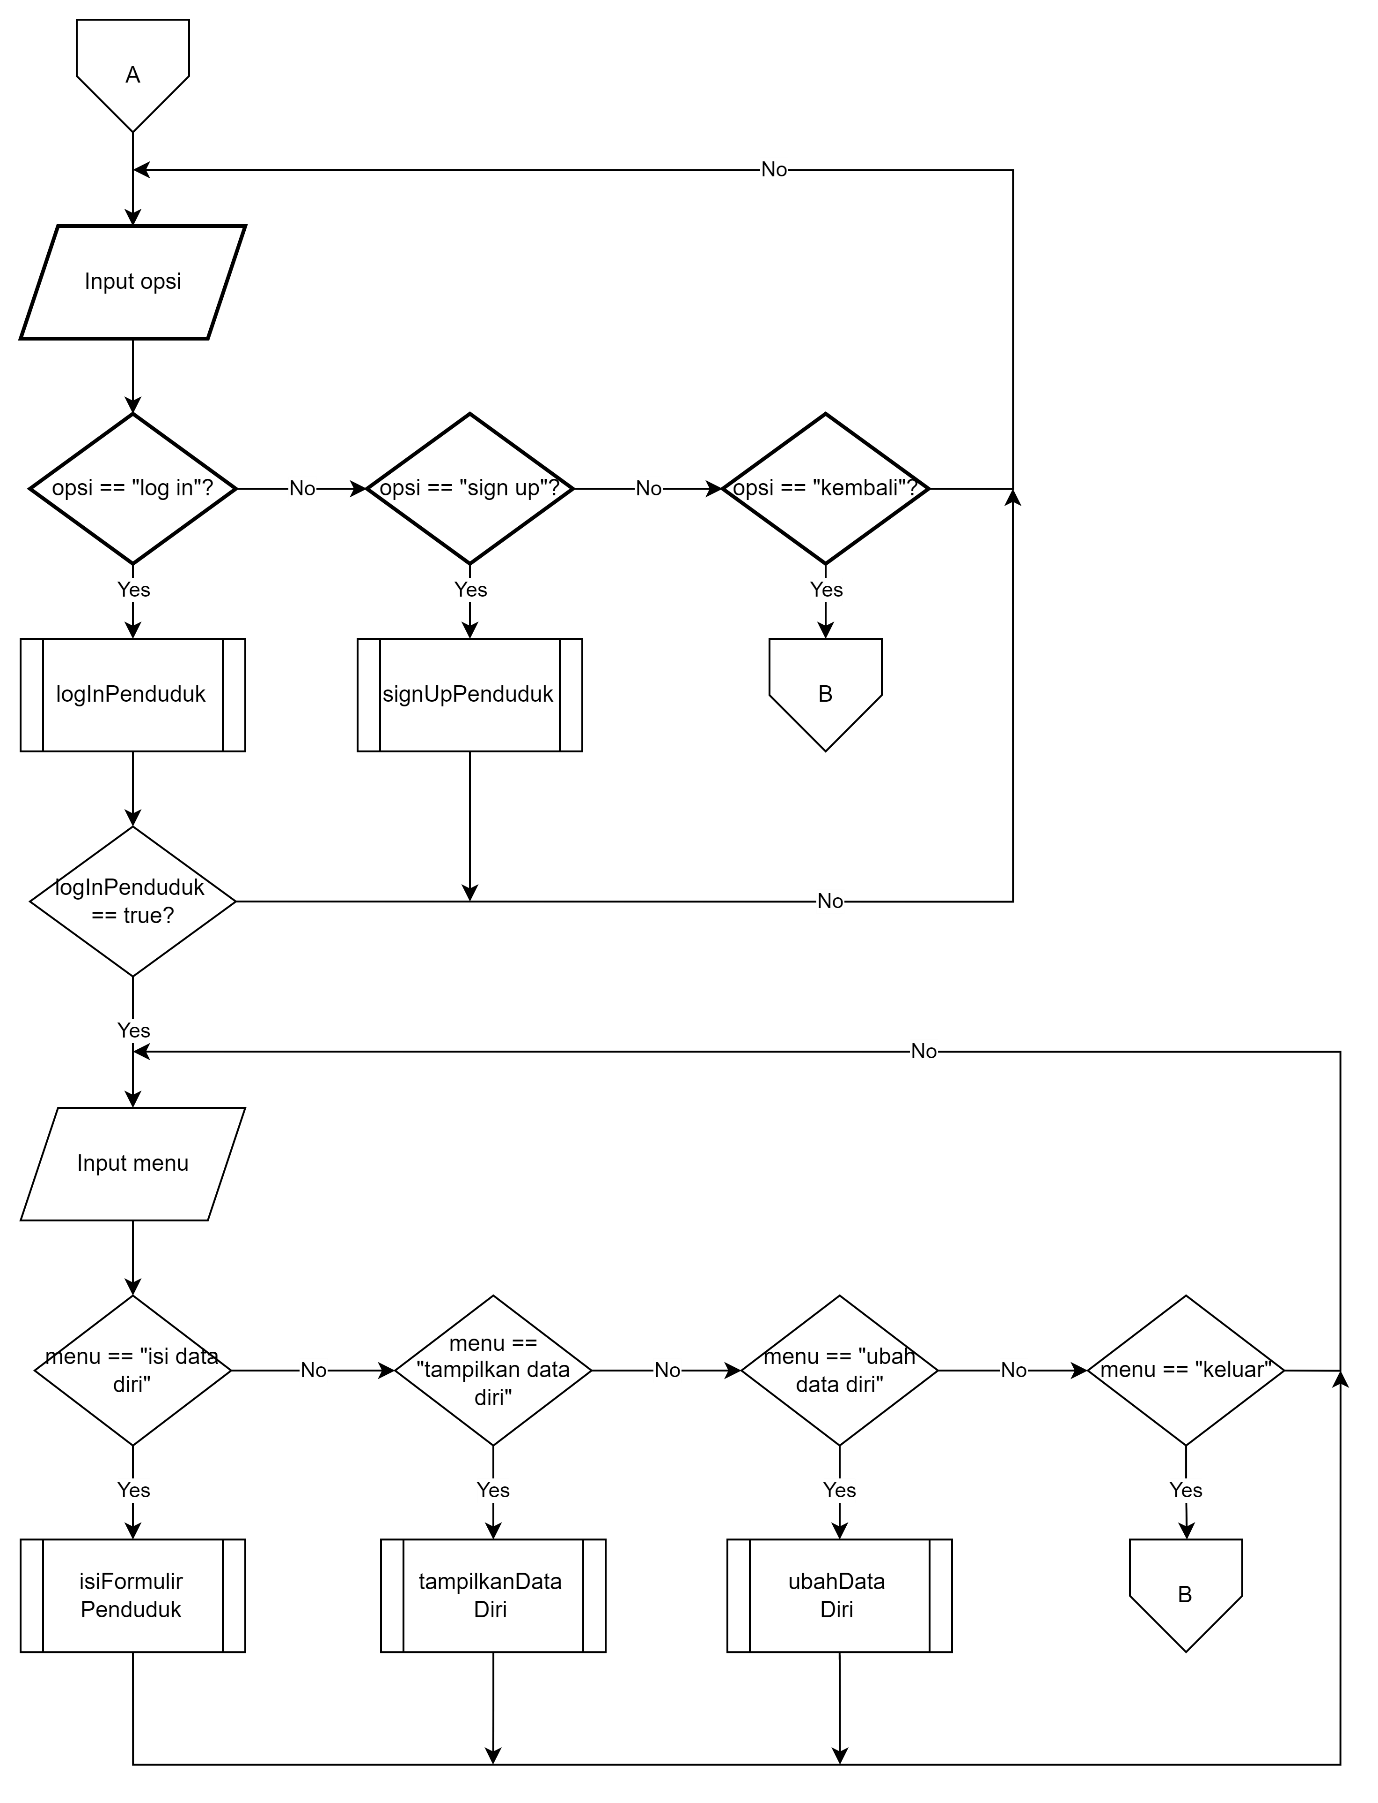 A
No
Input opsi
opsi == "log in"?
No
opsi == "sign up"?
No
opsi == "kembali"?
Yes
Yes
Yes
logInPenduduk
signUpPenduduk
B
logInPenduduk
== true?
No
Yes
No
Input menu
menu == "isi data
diri"
No
menu ==
"tampilkan data
diri"
No
menu == "ubah
data diri"
No
menu == "keluar"
Yes
Yes
Yes
Yes
isiFormulir
Penduduk
tampilkanData
Diri
ubahData
Diri
B